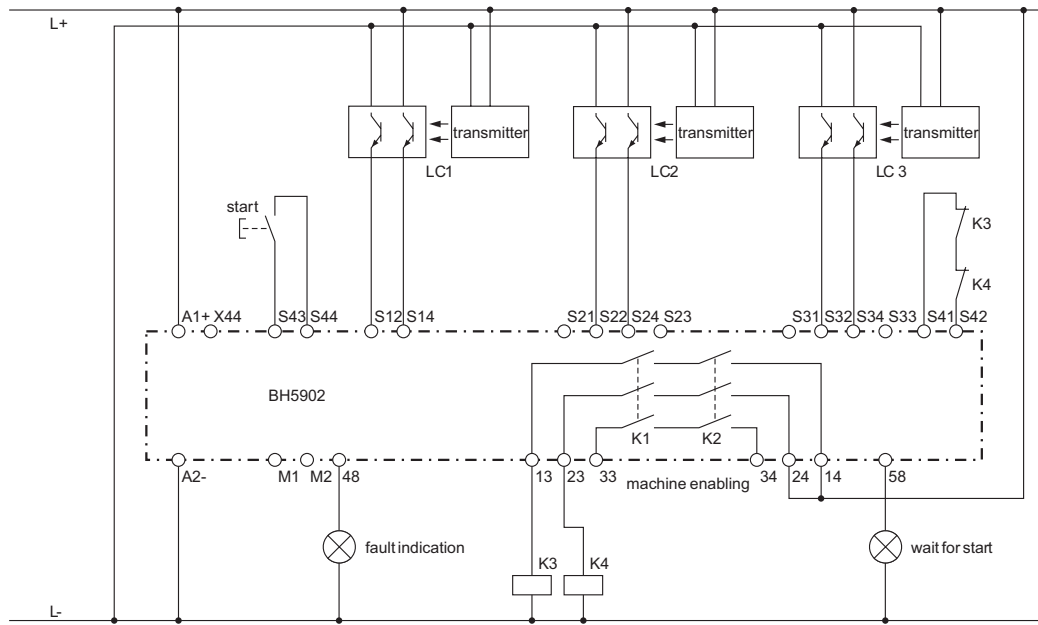 L+
transmitter
transmitter
transmitter
LC1
LC2
LC 3
start
K3
K4
A1+ X44 S43 S44 S12 S14 S21 S22 S24 S23 S31 S32 S34 S33 S41 S42
BH5902
K1 K2
A2- M1 M2 48 13 23 33 machine enabling 34 24 14 58
fault indication
K3
K4
wait for start
L-